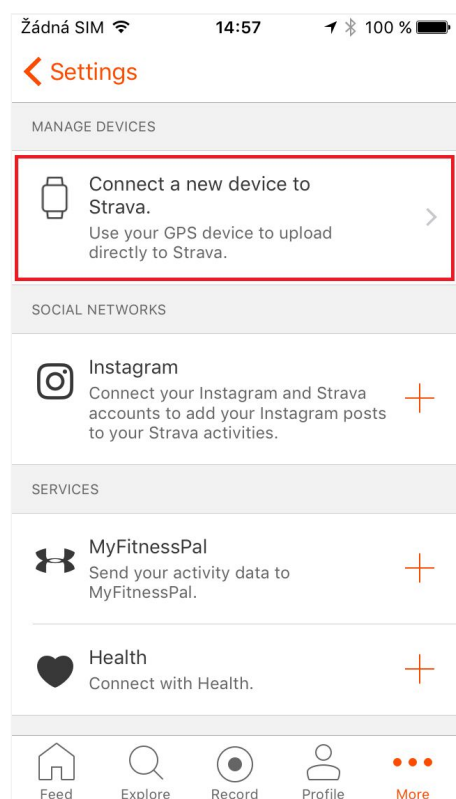 Žádná SIM 14:57 100 %
Settings
MANAGE DEVICES
Connect a new device to
Strava.
Use your GPS device to upload
directly to Strava.
SOCIAL NETWORKS
Instagram
Connect your Instagram and Strava
accounts to add your Instagram posts
to your Strava activities.
SERVICES
MyFitnessPal
Send your activity data to
MyFitnessPal.
Health
Connect with Health.
Feed Explore Record Profile More